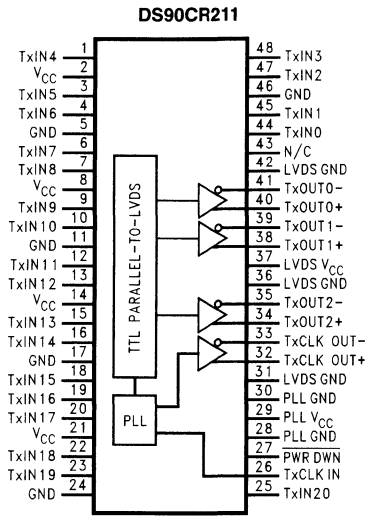 DS90CR211
TxIN4 1 48 TxIN3
VCC 2 47 TxIN2
TxIN5 3 46 GND
TxIN6 4 45 TxIN1
GND 5 44 TxIN0
TxIN7 6 43 N/C
TxIN8 7 42 LVDS GND
VCC 8 41 TxOUT0-
TxIN9 9 40 TxOUT0+
TxIN10 10 39 TxOUT1-
GND 11 38 TxOUT1+
TxIN11 12 37 LVDS VCC
TxIN12 13 36 LVDS GND
VCC 14 35 TxOUT2-
TxIN13 15 34 TxOUT2+
TxIN14 16 33 TxCLK OUT-
GND 17 32 TxCLK OUT+
TxIN15 18 31 LVDS GND
TxIN16 19 30 PLL GND
TxIN17 20 29 PLL VCC
VCC 21 28 PLL GND
TxIN18 22 27 PWR DWN
TxIN19 23 26 TxCLK IN
GND 24 25 TxIN20
TTL PARALLEL-TO-LVDS
PLL